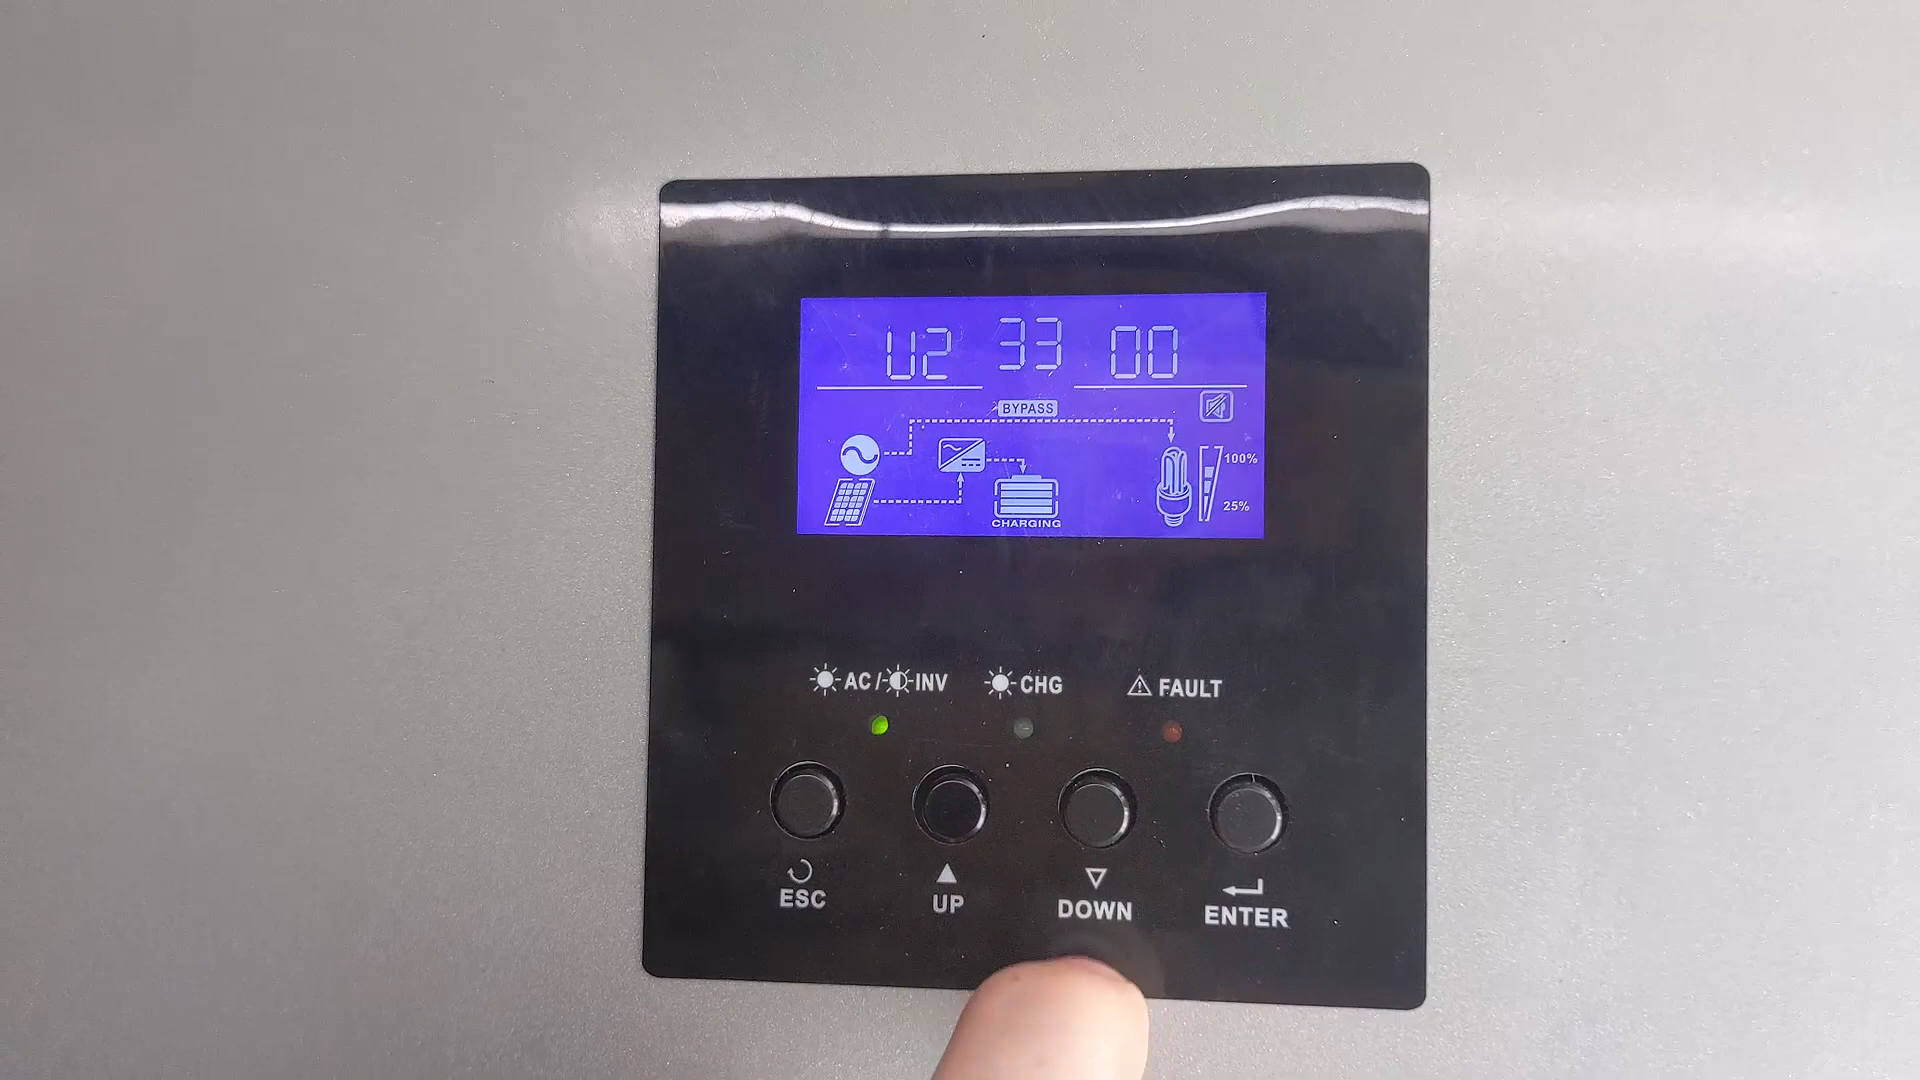 U2 33 00
BYPASS
100%
25%
CHARGING
AC/ INV CHG FAULT
ESC UP DOWN ENTER